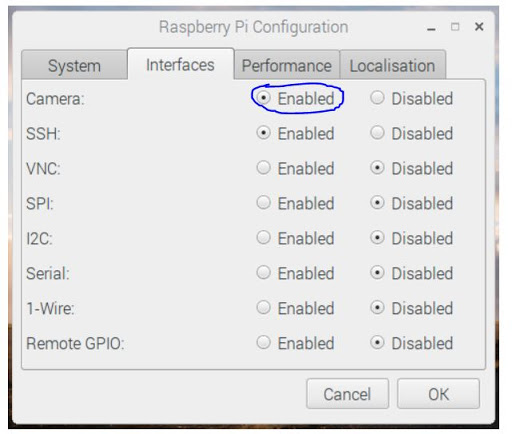 Raspberry Pi Configuration
System Interfaces Performance Localisation
Camera: Enabled Disabled
SSH: Enabled Disabled
VNC: Enabled Disabled
SPI: Enabled Disabled
I2C: Enabled Disabled
Serial: Enabled Disabled
1-Wire: Enabled Disabled
Remote GPIO: Enabled Disabled
Cancel OK